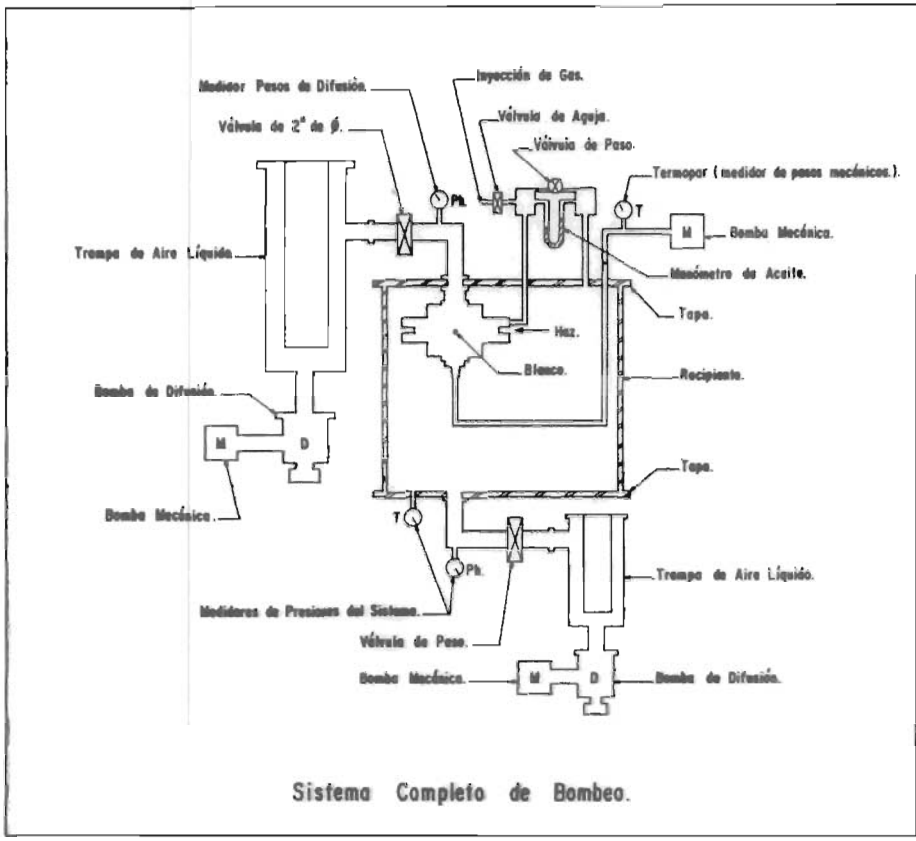 Inyección de Gas.
Medidor Pesos de Difusión.
Válvula de Aguja.
Válvula de 2" de Ø.
Válvula de Paso.
Termopar (medidor de pasos mecánicos.).
Ph.
T
M
Bomba Mecánica.
Trampa de Aire Líquido.
Manómetro de Aceite.
Tapa.
Haz.
Blanco.
Recipiente.
Bomba de Difusión.
M
D
Tapa.
Bomba Mecánica.
T
Ph.
Trampa de Aire Líquido.
Medidores de Presiones del Sistema.
Válvula de Paso.
Bomba Mecánica.
M
D
Bomba de Difusión.
Sistema Completo de Bombeo.